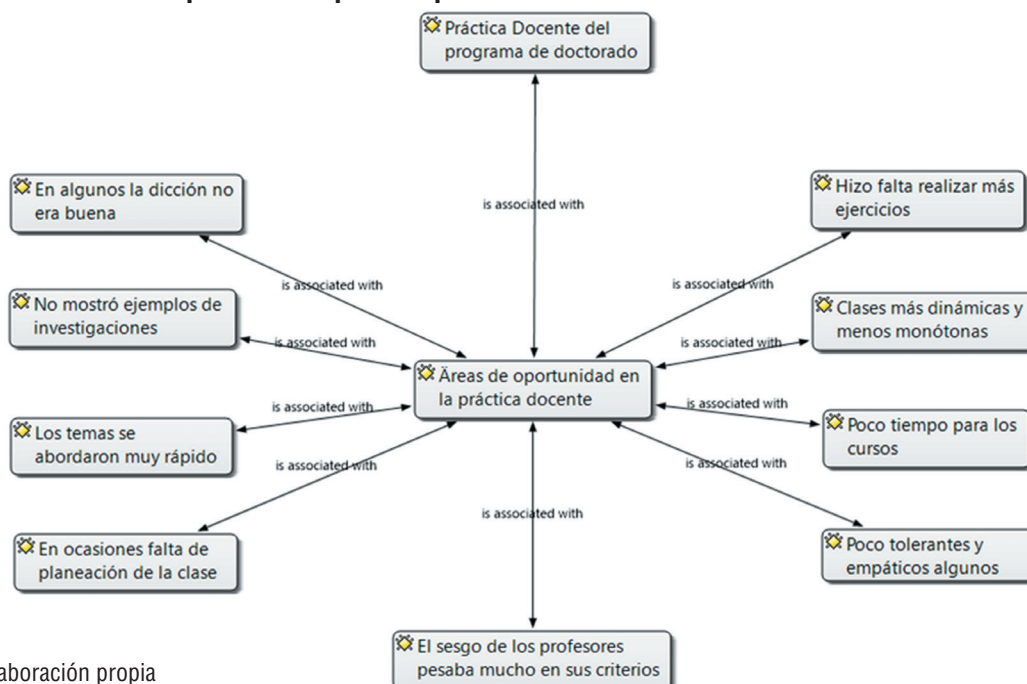 Práctica Docente del
programa de doctorado
is associated with
En algunos la dicción no
era buena
Hizo falta realizar más
ejercicios
is associated with
is associated with
No mostró ejemplos de
investigaciones
Clases más dinámicas y
menos monótonas
is associated with
is associated with
Äreas de oportunidad en
la práctica docente
is associated with
is associated with
Los temas se
abordaron muy rápido
Poco tiempo para los
cursos
is associated with
is associated with
is associated with
En ocasiones falta de
planeación de la clase
Poco tolerantes y
empáticos algunos
El sesgo de los profesores
pesaba mucho en sus criterios
aboración propia